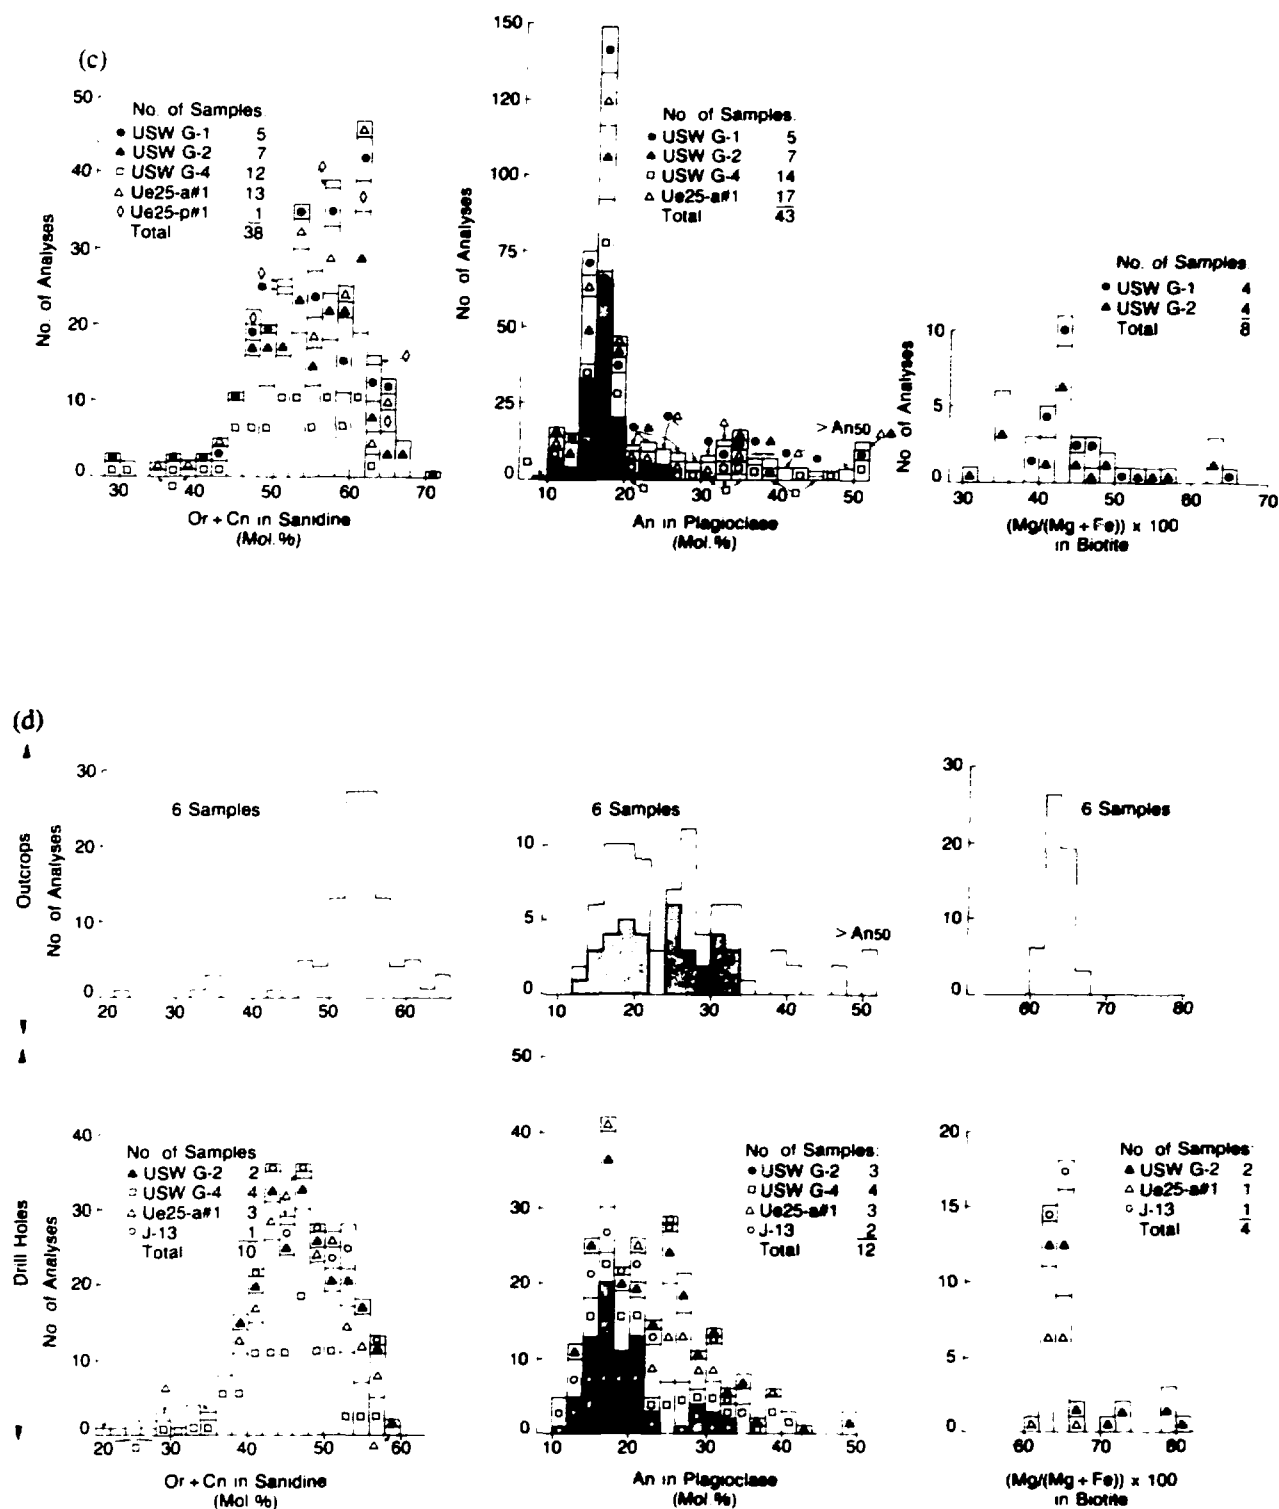 (c)
50
40
30
20
10
0
No. of Analyses
No. of Samples
USW G-1 5
USW G-2 7
USW G-4 12
Ue25-a#1 13
Ue25-p#1 1
Total 38
30 40 50 60 70
Or + Cn in Sanidine
(Mol.%)
150
120
100
75
50
25
0
No. of Analyses
No of Samples
USW G-1 5
USW G-2 7
USW G-4 14
Ue25-a#1 17
Total 43
> An50
10 20 30 40 50
An in Plagioclase
(Mol.%)
10
5
0
No of Analyses
No. of Samples
USW G-1 4
USW G-2 4
Total 8
30 40 50 60 70
(Mg/(Mg + Fe)) x 100
in Biotite
(d)
Outcrops
No of Analyses
30
20
10
0
6 Samples
20 30 40 50 60
10
5
0
6 Samples
> An50
10 20 30 40 50
30
20
10
0
6 Samples
60 70 80
Drill Holes
No of Analyses
40
30
20
10
0
No of Samples
USW G-2 2
USW G-4 4
Ue25-a#1 3
J-13 1
Total 10
20 30 40 50 60
Or + Cn in Sanidine
(Mol %)
50
40
30
20
10
0
No of Samples:
USW G-2 3
USW G-4 4
Ue25-a#1 3
J-13 2
Total 12
10 20 30 40 50
An in Plagioclase
(Mol.%)
20
15
10
5
0
No of Samples
USW G-2 2
Ue25-a#1 1
J-13 1
Total 4
60 70 80
(Mg/(Mg + Fe)) x 100
in Biotite